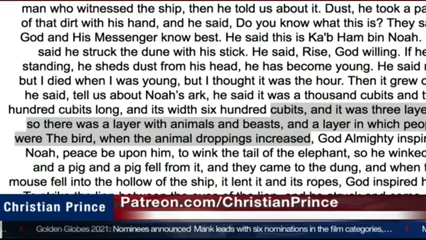 man who witnessed the ship, then he told us about it. Dust, he took a pa
of that dirt with his hand, and he said, Do you know what this is? They sa
God and His Messenger know best. He said this is Ka'b Ham bin Noah.
said he struck the dune with his stick. He said, Rise, God willing. If he
standing, he sheds dust from his head, he has become young. He said n
but I died when I was young, but I thought it was the hour. Then it grew o
he said, tell us about Noah's ark, he said it was a thousand cubits and t
hundred cubits long, and its width six hundred cubits, and it was three laye
so there was a layer with animals and beasts, and a layer in which peop
were The bird, when the animal droppings increased, God Almighty inspir
Noah, peace be upon him, to wink the tail of the elephant, so he winked
and a pig and a pig fell from it, and they came to the dung, and when t
mouse fell into the hollow of the ship, it lent it and its ropes, God inspired h
Christian Prince
Patreon.com/ChristianPrince
Golden Globes 2021: Nominees announced Mank leads with six nominations in the film categories,...